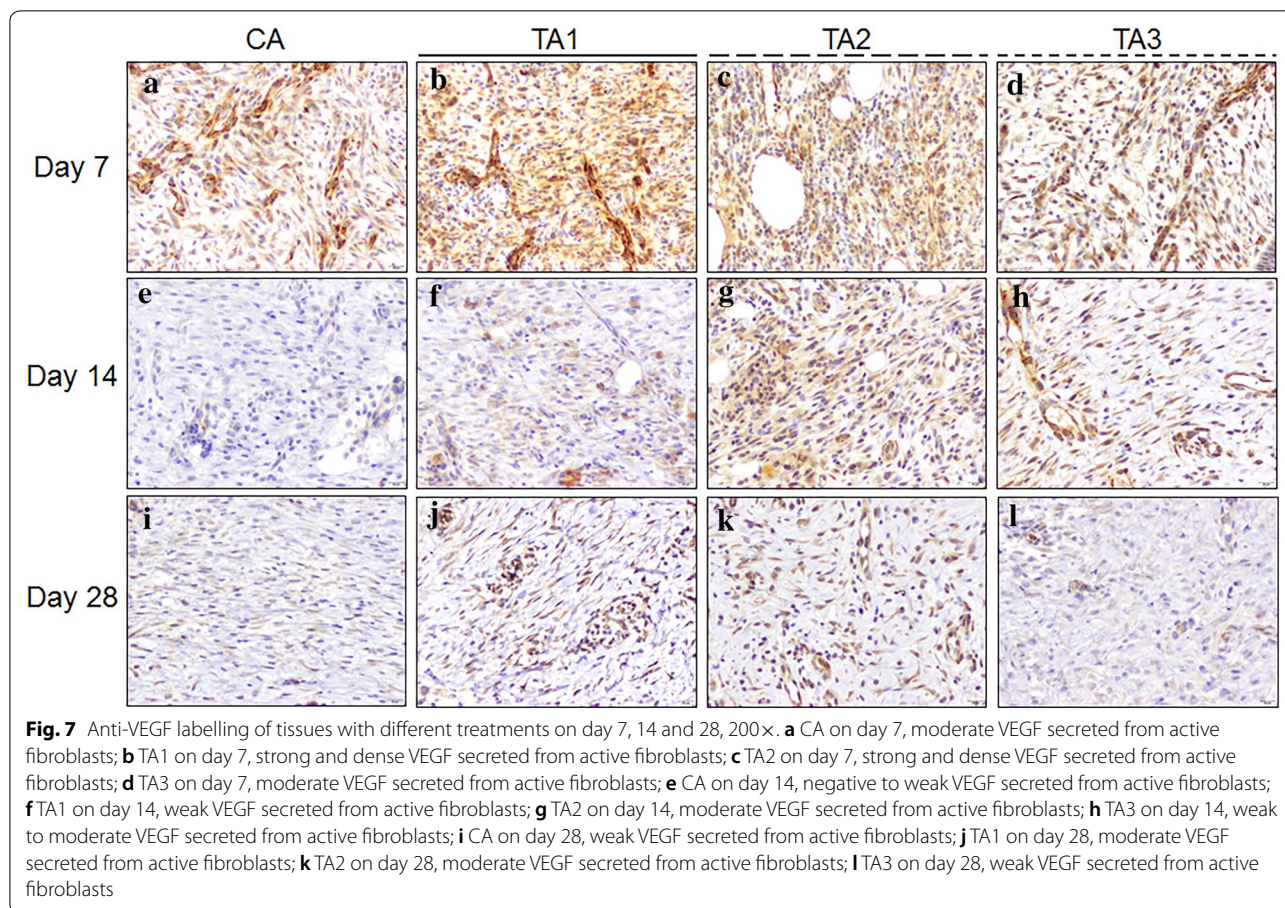 CA TA1 TA2 TA3
Day 7
a b c d
Day 14
e f g h
Day 28
i j k l
Fig. 7 Anti-VEGF labelling of tissues with different treatments on day 7, 14 and 28, 200×. a CA on day 7, moderate VEGF secreted from active
fibroblasts; b TA1 on day 7, strong and dense VEGF secreted from active fibroblasts; c TA2 on day 7, strong and dense VEGF secreted from active
fibroblasts; d TA3 on day 7, moderate VEGF secreted from active fibroblasts; e CA on day 14, negative to weak VEGF secreted from active fibroblasts;
f TA1 on day 14, weak VEGF secreted from active fibroblasts; g TA2 on day 14, moderate VEGF secreted from active fibroblasts; h TA3 on day 14, weak
to moderate VEGF secreted from active fibroblasts; i CA on day 28, weak VEGF secreted from active fibroblasts; j TA1 on day 28, moderate VEGF
secreted from active fibroblasts; k TA2 on day 28, moderate VEGF secreted from active fibroblasts; l TA3 on day 28, weak VEGF secreted from active
fibroblasts